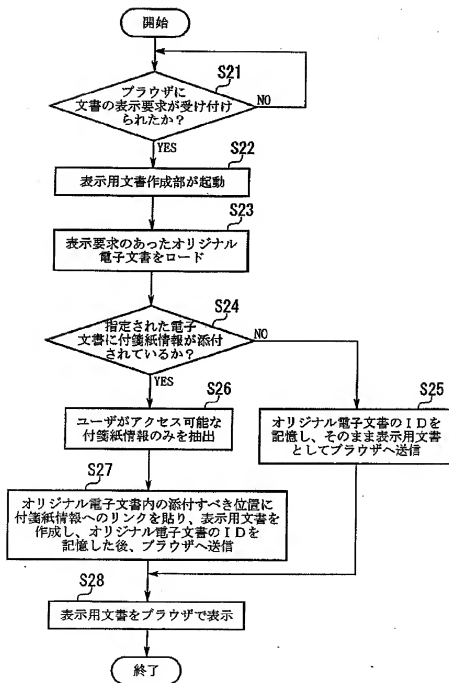 開始
S21
ブラウザに
文書の表示要求が受け付け
られたか？
NO
YES
S22
表示用文書作成部が起動
S23
表示要求のあったオリジナル
電子文書をロード
S24
指定された電子
文書に付箋紙情報が添付
されているか？
NO
YES
S26
ユーザがアクセス可能な
付箋紙情報のみを抽出
S25
オリジナル電子文書のＩＤを
記憶し、そのまま表示用文書
としてブラウザへ送信
S27
オリジナル電子文書内の添付すべき位置に
付箋紙情報へのリンクを貼り、表示用文書を
作成し、オリジナル電子文書のＩＤを
記憶した後、ブラウザへ送信
S28
表示用文書をブラウザで表示
終了